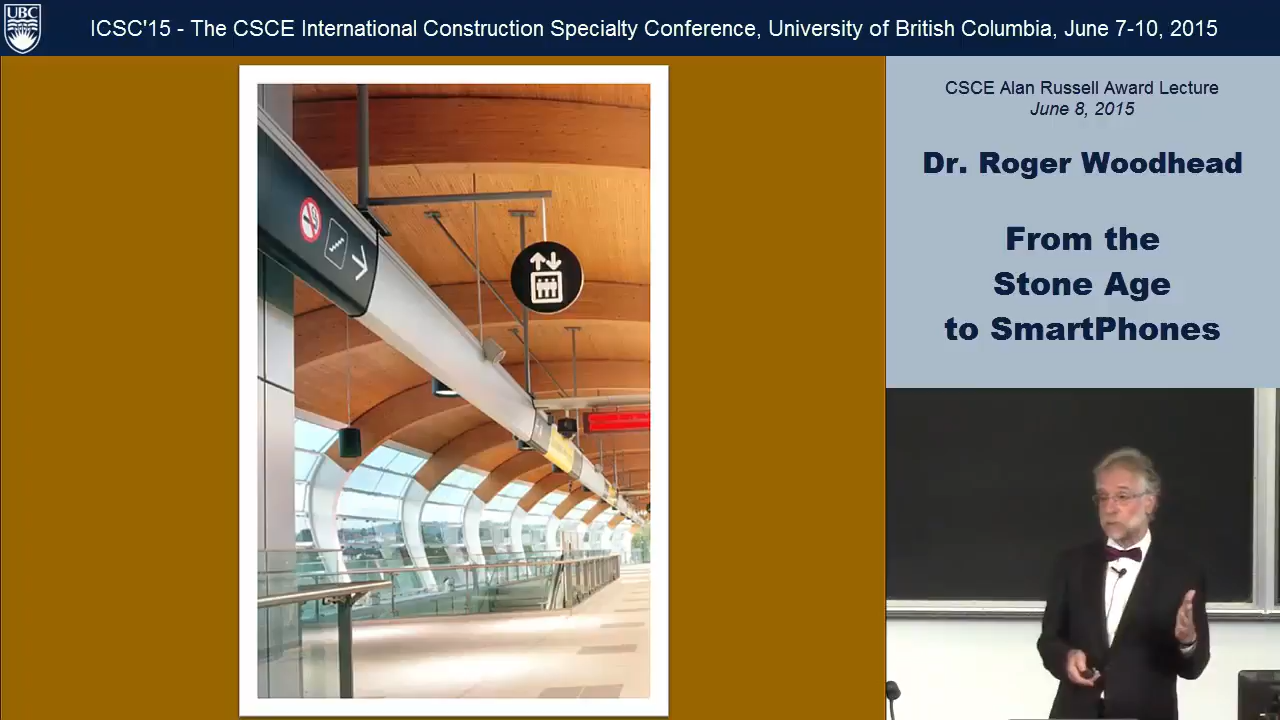 UBC
ICSC'15 - The CSCE International Construction Specialty Conference, University of British Columbia, June 7-10, 2015
CSCE Alan Russell Award Lecture
June 8, 2015
Dr. Roger Woodhead
From the
Stone Age
to SmartPhones